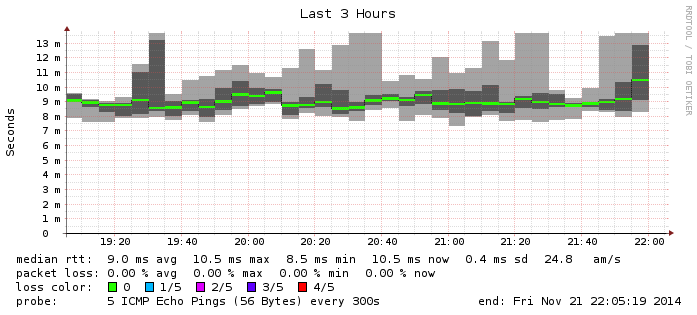 Last 3 Hours
RRDTOOL / TOBI OETIKER
Seconds
13 m
12 m
11 m
10 m
9 m
8 m
7 m
6 m
5 m
4 m
3 m
2 m
1 m
0
19:20 19:40 20:00 20:20 20:40 21:00 21:20 21:40 22:00
median rtt: 9.0 ms avg 10.5 ms max 8.5 ms min 10.5 ms now 0.4 ms sd 24.8 am/s
packet loss: 0.00 % avg 0.00 % max 0.00 % min 0.00 % now
loss color: 0 1/5 2/5 3/5 4/5
probe: 5 ICMP Echo Pings (56 Bytes) every 300s end: Fri Nov 21 22:05:19 2014